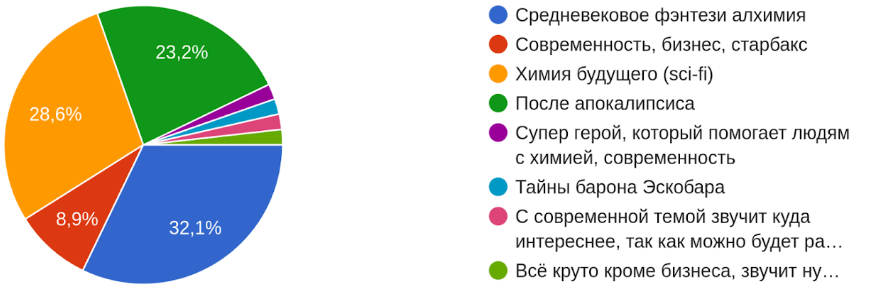 23,2%
28,6%
8,9%
32,1%
Средневековое фэнтези алхимия
Современность, бизнес, старбакс
Химия будущего (sci-fi)
После апокалипсиса
Супер герой, который помогает людям
с химией, современность
Тайны барона Эскобара
С современной темой звучит куда
интереснее, так как можно будет ра…
Всё круто кроме бизнеса, звучит ну…